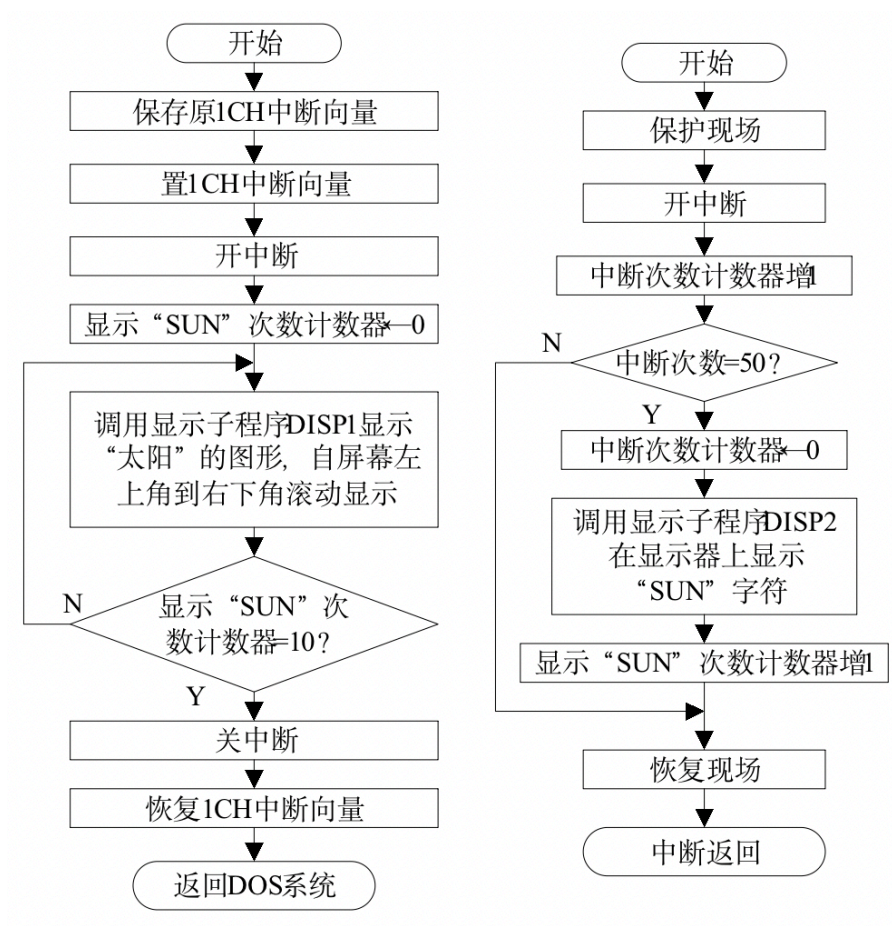 开始
保存原1CH中断向量
置1CH中断向量
开中断
显示“SUN”次数计数器←0
调用显示子程序DISP1显示
“太阳”的图形, 自屏幕左
上角到右下角滚动显示
N
显示“SUN”次
数计数器=10?
Y
关中断
恢复1CH中断向量
返回DOS系统
开始
保护现场
开中断
中断次数计数器增1
N
中断次数=50?
Y
中断次数计数器←0
调用显示子程序DISP2
在显示器上显示
“SUN”字符
显示“SUN”次数计数器增1
恢复现场
中断返回